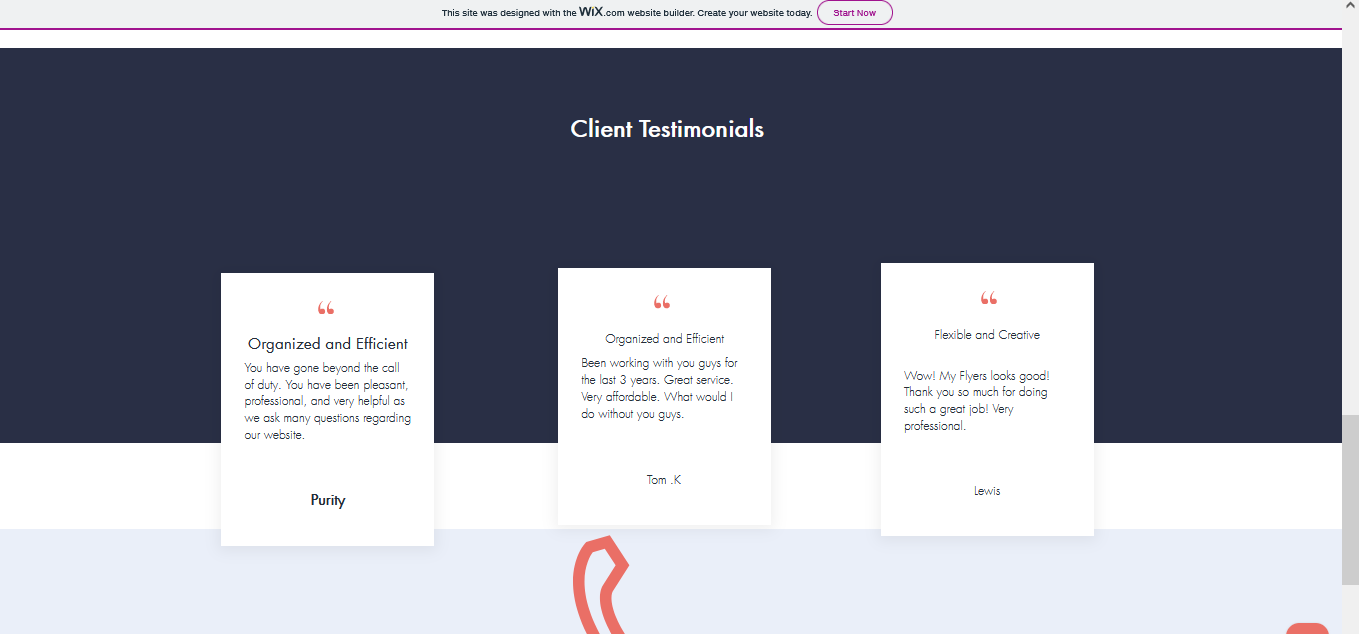 This site was designed with the WiX.com website builder. Create your website today. Start Now
Client Testimonials
“
Organized and Efficient
You have gone beyond the call
of duty. You have been pleasant,
professional, and very helpful as
we ask many questions regarding
our website.
Purity
“
Organized and Efficient
Been working with you guys for
the last 3 years. Great service.
Very affordable. What would I
do without you guys.
Tom .K
“
Flexible and Creative
Wow! My Flyers looks good!
Thank you so much for doing
such a great job! Very
professional.
Lewis